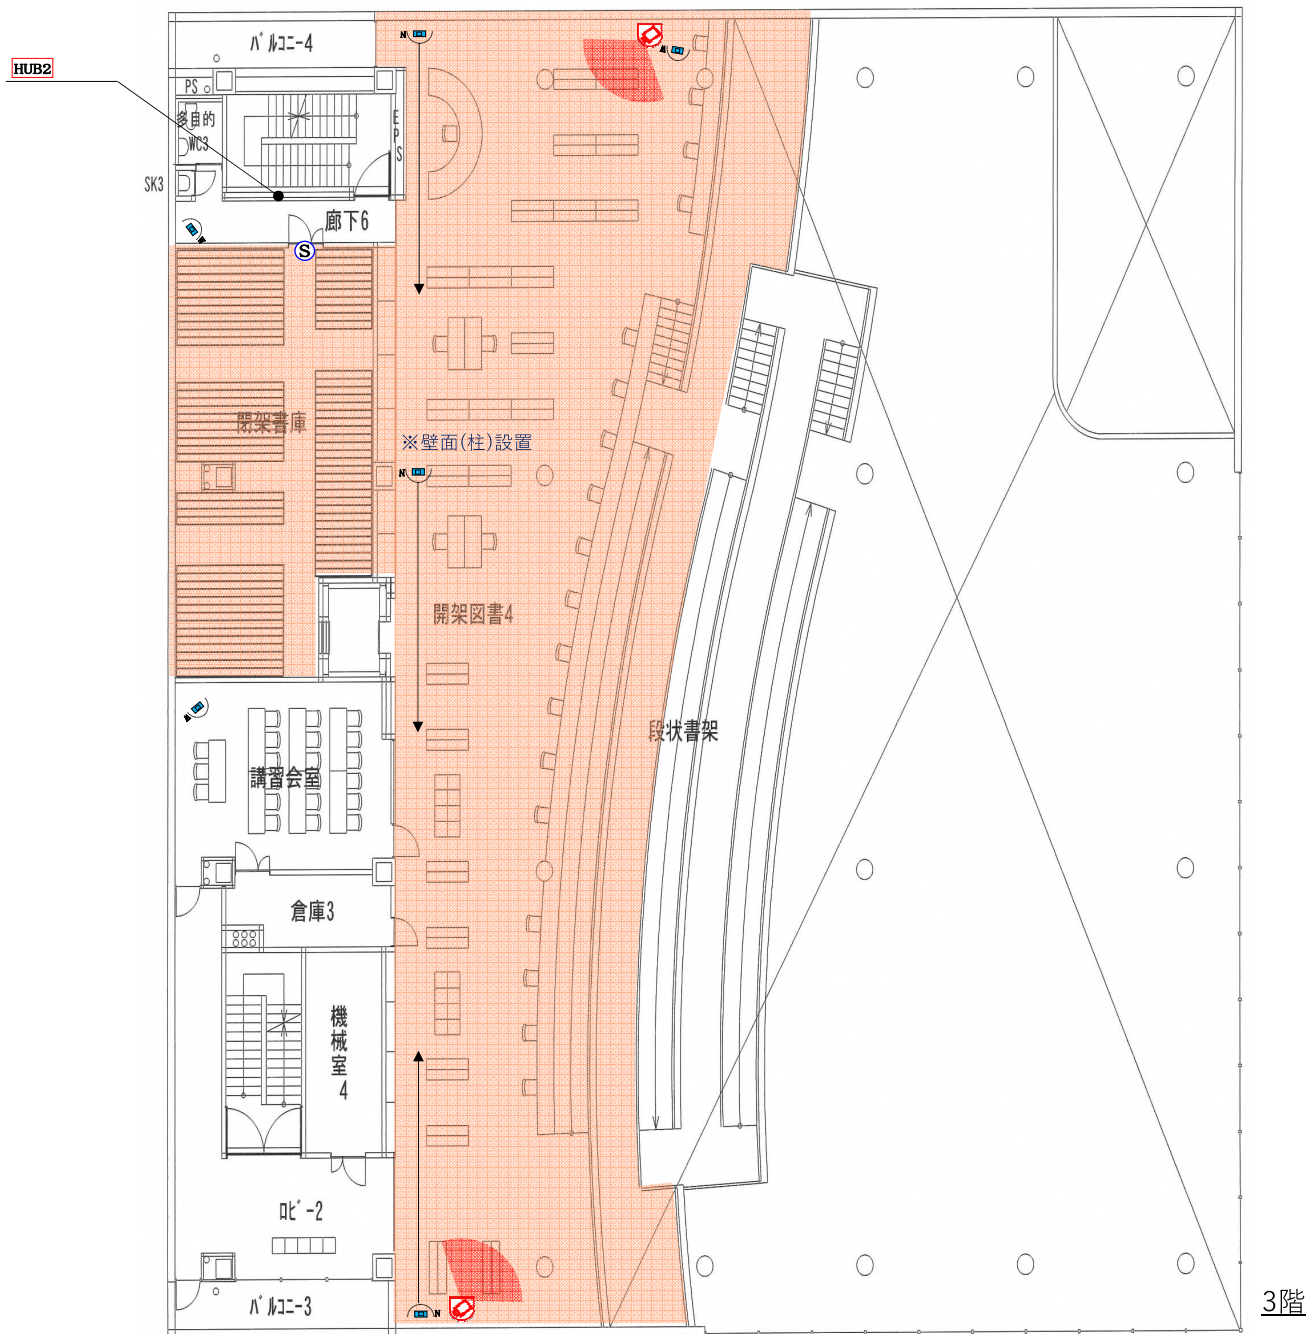 バルコニー4
N
HUB2
PS
多目的
WC3
EPS
SK3
廊下6
S
閉架書庫
※壁面(柱)設置
N
開架図書4
段状書架
講習会室
倉庫3
機械室4
ロビー2
バルコニー3
N
3階